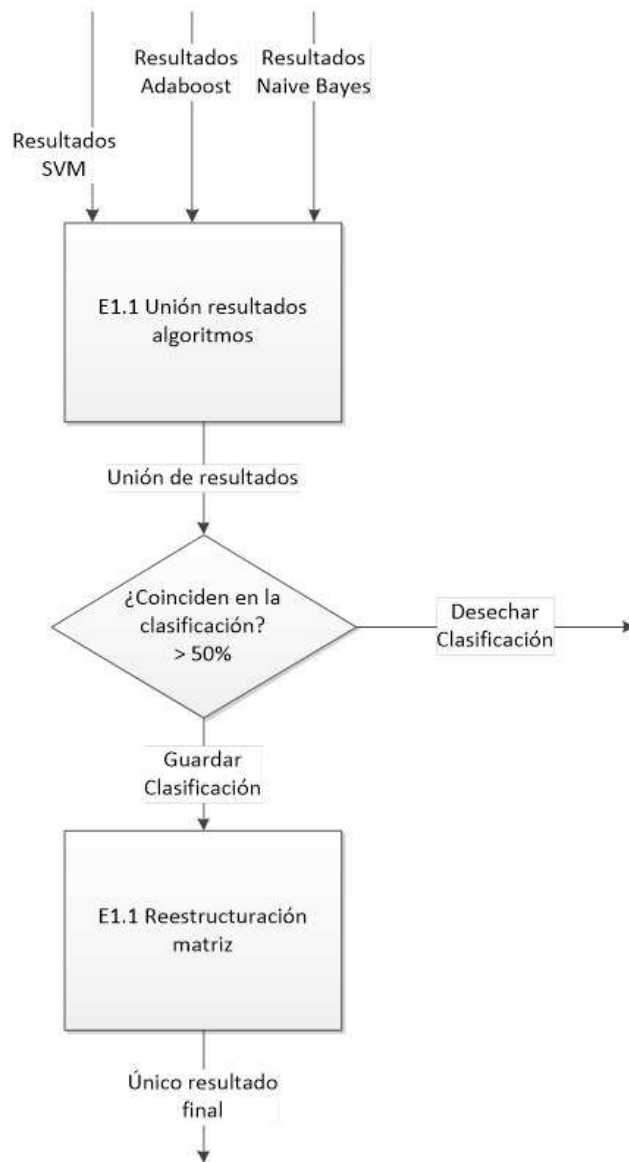 Resultados
Adaboost
Resultados
Naive Bayes
Resultados
SVM
E1.1 Unión resultados
algoritmos
Unión de resultados
¿Coinciden en la
clasificación?
> 50%
Desechar
Clasificación
Guardar
Clasificación
E1.1 Reestructuración
matriz
Único resultado
final